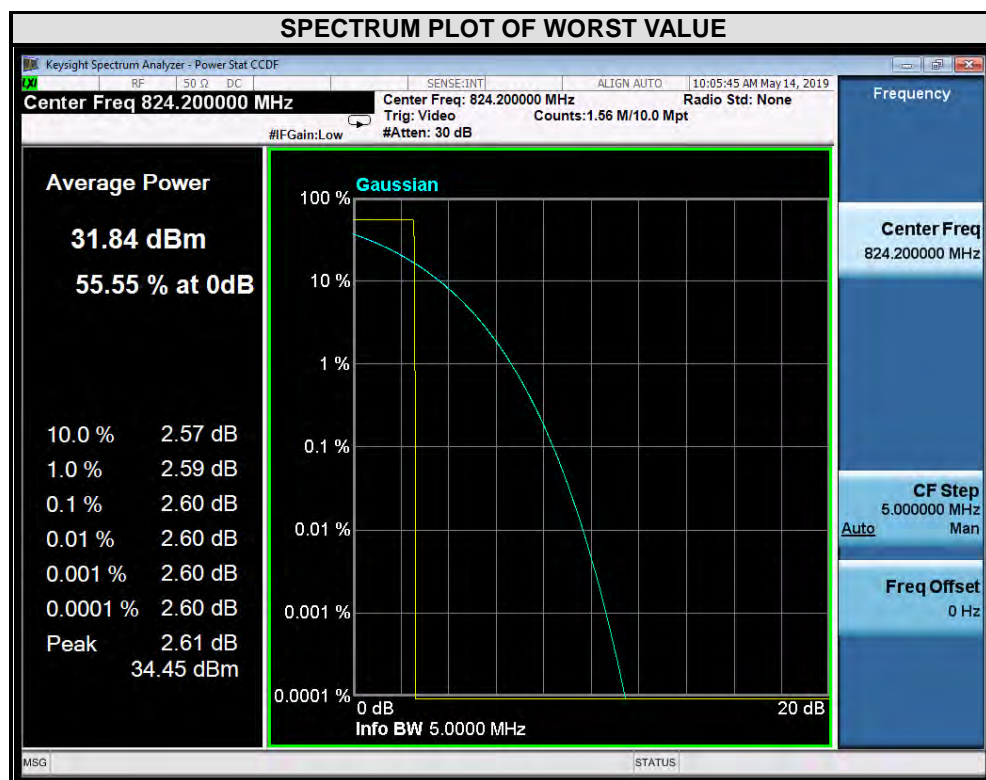 SPECTRUM PLOT OF WORST VALUE
Keysight Spectrum Analyzer - Power Stat CCDF
LXI RF 50 Ω DC SENSE:INT ALIGN AUTO 10:05:45 AM May 14, 2019
Center Freq 824.200000 MHz
#IFGain:Low
Center Freq: 824.200000 MHz Radio Std: None
Trig: Video Counts:1.56 M/10.0 Mpt
#Atten: 30 dB
Average Power
31.84 dBm
55.55 % at 0dB
10.0 % 2.57 dB
1.0 % 2.59 dB
0.1 % 2.60 dB
0.01 % 2.60 dB
0.001 % 2.60 dB
0.0001 % 2.60 dB
Peak 2.61 dB
34.45 dBm
Gaussian
100 %
10 %
1 %
0.1 %
0.01 %
0.001 %
0.0001 %
0 dB 20 dB
Info BW 5.0000 MHz
Frequency
Center Freq
824.200000 MHz
CF Step
5.000000 MHz
Auto Man
Freq Offset
0 Hz
MSG STATUS